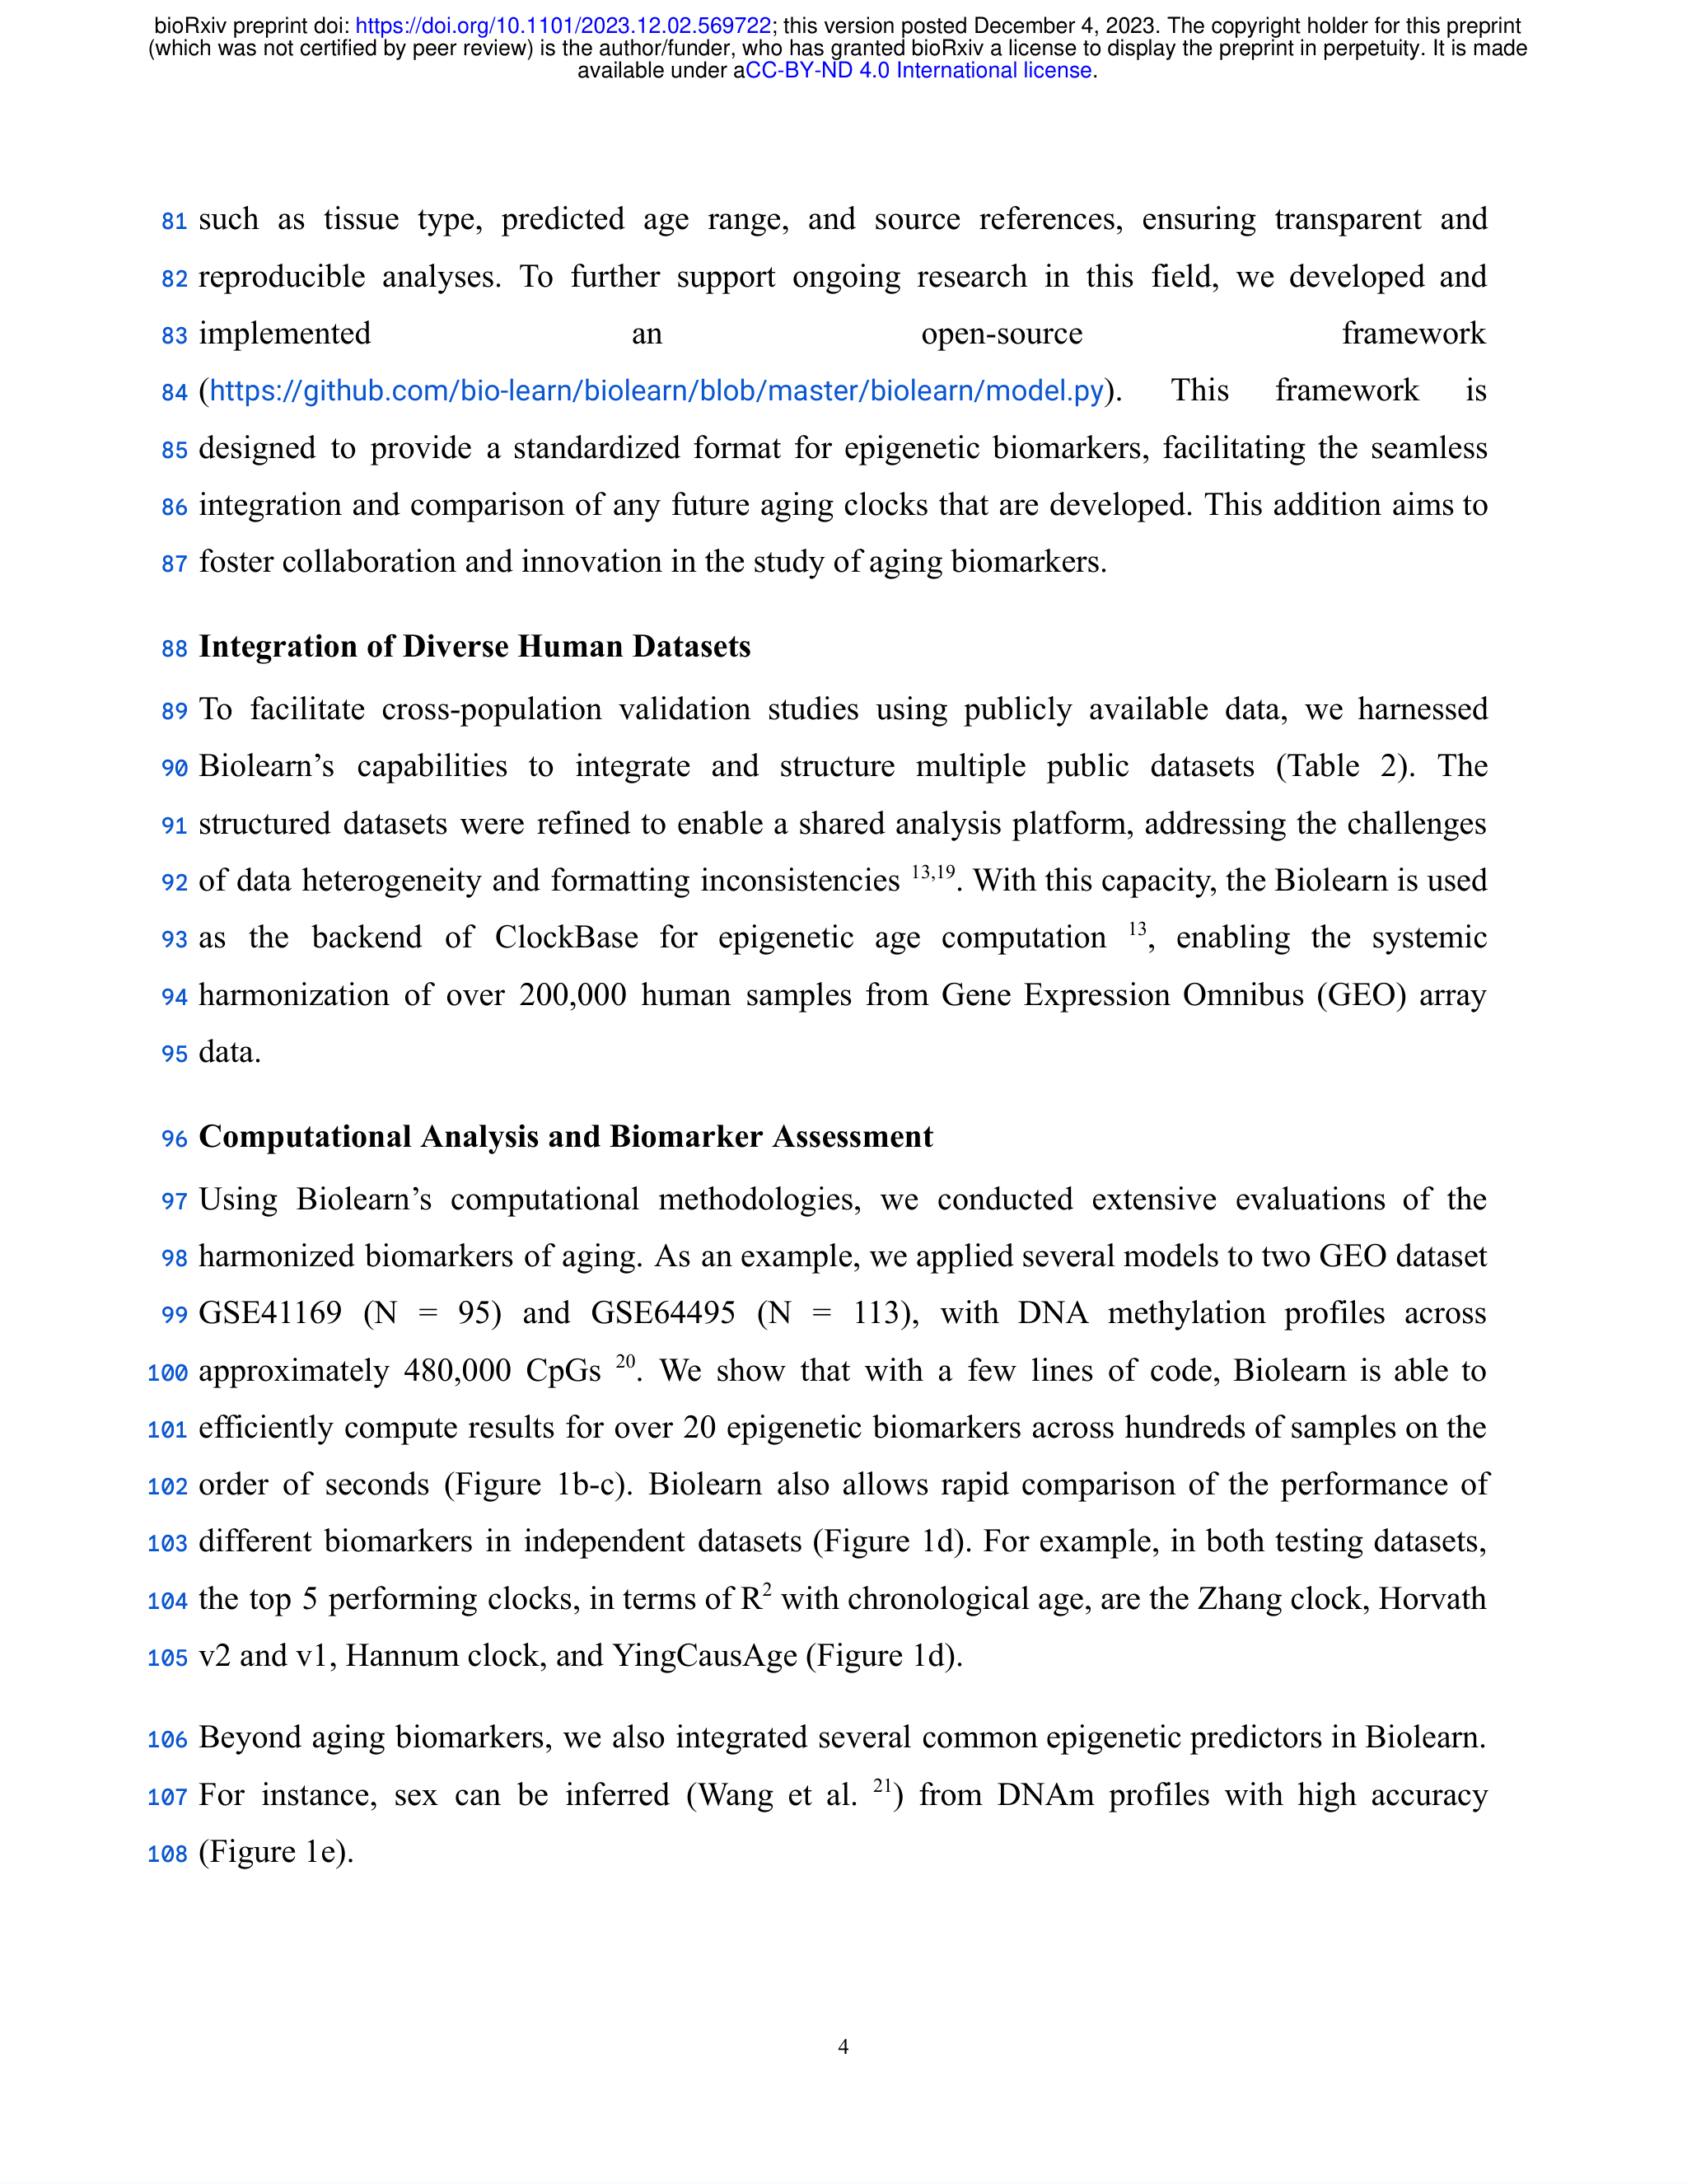 bioRxiv preprint doi: https://doi.org/10.1101/2023.12.02.569722; this version posted December 4, 2023. The copyright holder for this preprint
(which was not certified by peer review) is the author/funder, who has granted bioRxiv a license to display the preprint in perpetuity. It is made
available under aCC-BY-ND 4.0 International license.
81 such as tissue type, predicted age range, and source references, ensuring transparent and
82 reproducible analyses. To further support ongoing research in this field, we developed and
83 implemented an open-source framework
84 (https://github.com/bio-learn/biolearn/blob/master/biolearn/model.py). This framework is
85 designed to provide a standardized format for epigenetic biomarkers, facilitating the seamless
86 integration and comparison of any future aging clocks that are developed. This addition aims to
87 foster collaboration and innovation in the study of aging biomarkers.
88 Integration of Diverse Human Datasets
89 To facilitate cross-population validation studies using publicly available data, we harnessed
90 Biolearn’s capabilities to integrate and structure multiple public datasets (Table 2). The
91 structured datasets were refined to enable a shared analysis platform, addressing the challenges
92 of data heterogeneity and formatting inconsistencies 13,19. With this capacity, the Biolearn is used
93 as the backend of ClockBase for epigenetic age computation 13, enabling the systemic
94 harmonization of over 200,000 human samples from Gene Expression Omnibus (GEO) array
95 data.
96 Computational Analysis and Biomarker Assessment
97 Using Biolearn’s computational methodologies, we conducted extensive evaluations of the
98 harmonized biomarkers of aging. As an example, we applied several models to two GEO dataset
99 GSE41169 (N = 95) and GSE64495 (N = 113), with DNA methylation profiles across
100 approximately 480,000 CpGs 20. We show that with a few lines of code, Biolearn is able to
101 efficiently compute results for over 20 epigenetic biomarkers across hundreds of samples on the
102 order of seconds (Figure 1b-c). Biolearn also allows rapid comparison of the performance of
103 different biomarkers in independent datasets (Figure 1d). For example, in both testing datasets,
104 the top 5 performing clocks, in terms of R2 with chronological age, are the Zhang clock, Horvath
105 v2 and v1, Hannum clock, and YingCausAge (Figure 1d).
106 Beyond aging biomarkers, we also integrated several common epigenetic predictors in Biolearn.
107 For instance, sex can be inferred (Wang et al. 21) from DNAm profiles with high accuracy
108 (Figure 1e).
4